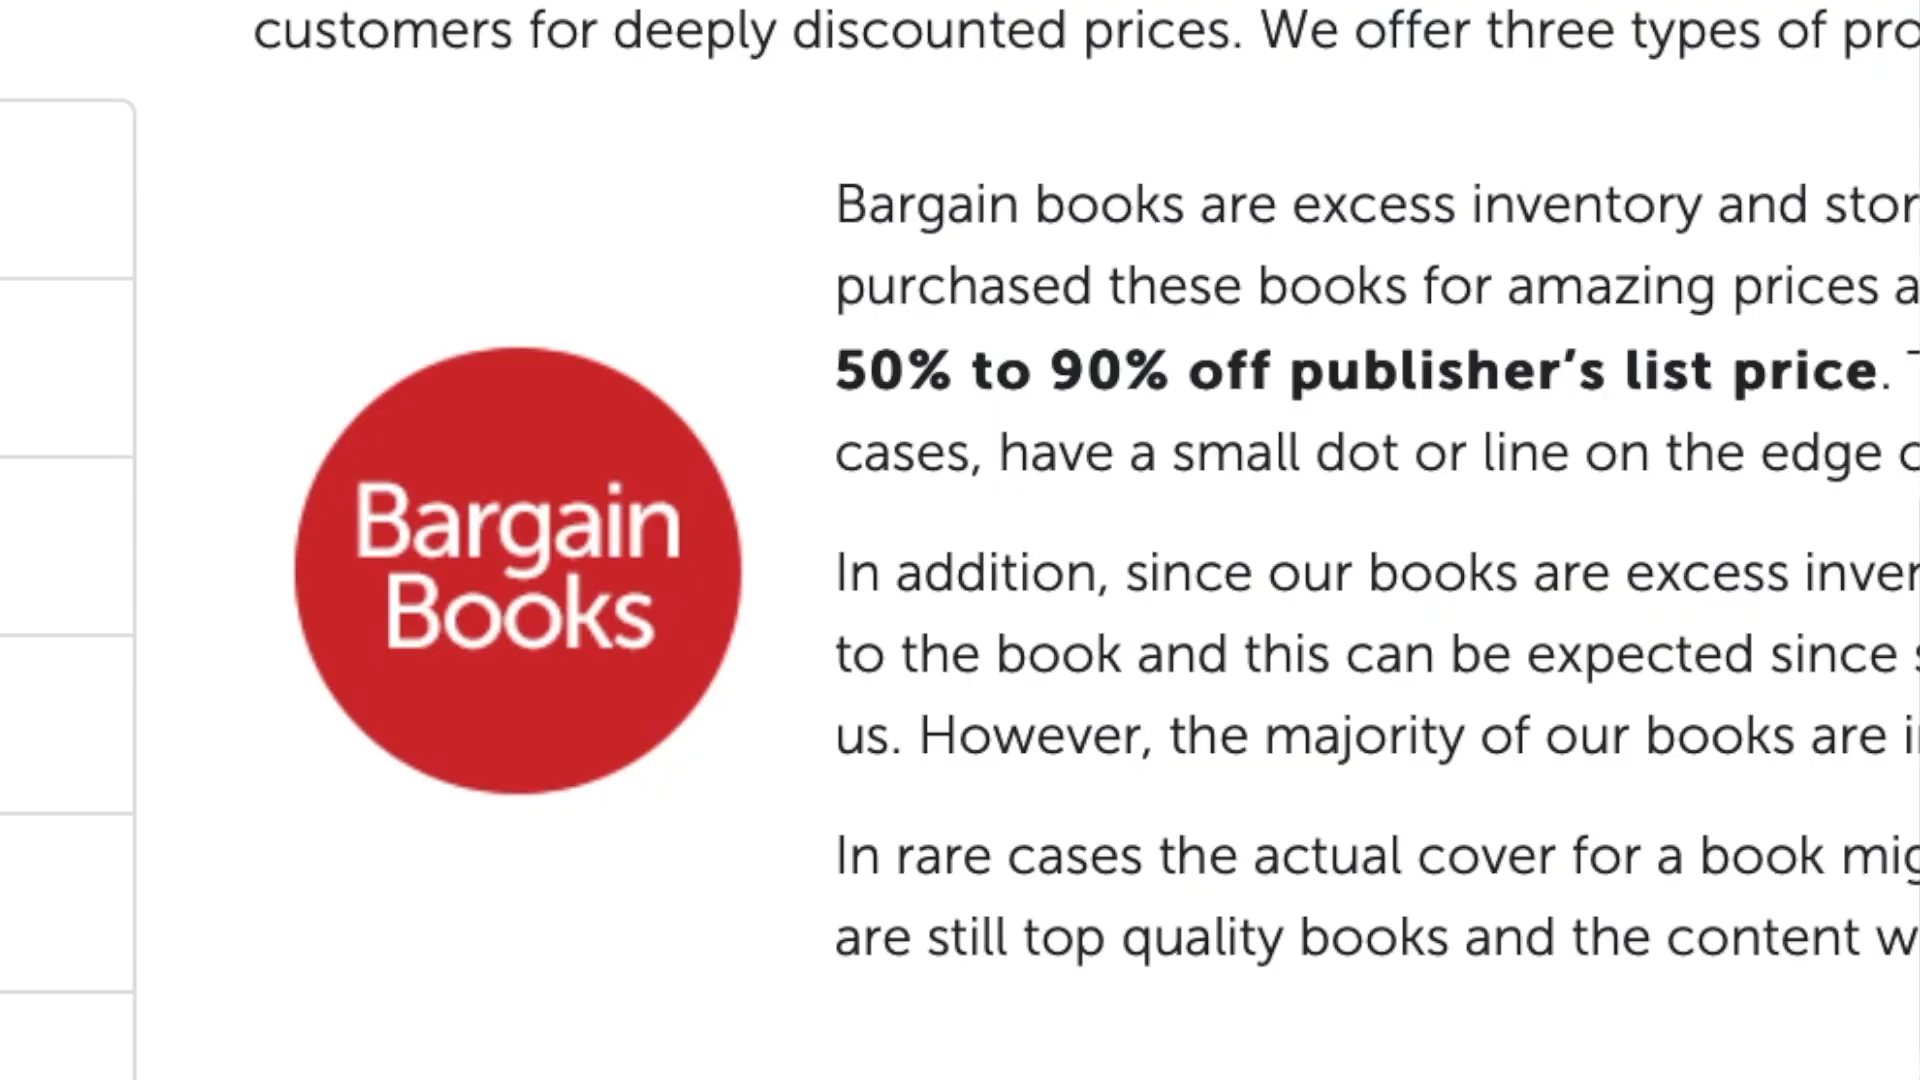 customers for deeply discounted prices. We offer three types of
Bargain books are excess inventory and
purchased these books for amazing prices
50% to 90% off publisher’s list price.
cases, have a small dot or line on the edge
Bargain
Books
In addition, since our books are excess
to the book and this can be expected since
us. However, the majority of our books are
In rare cases the actual cover for a book
are still top quality books and the content